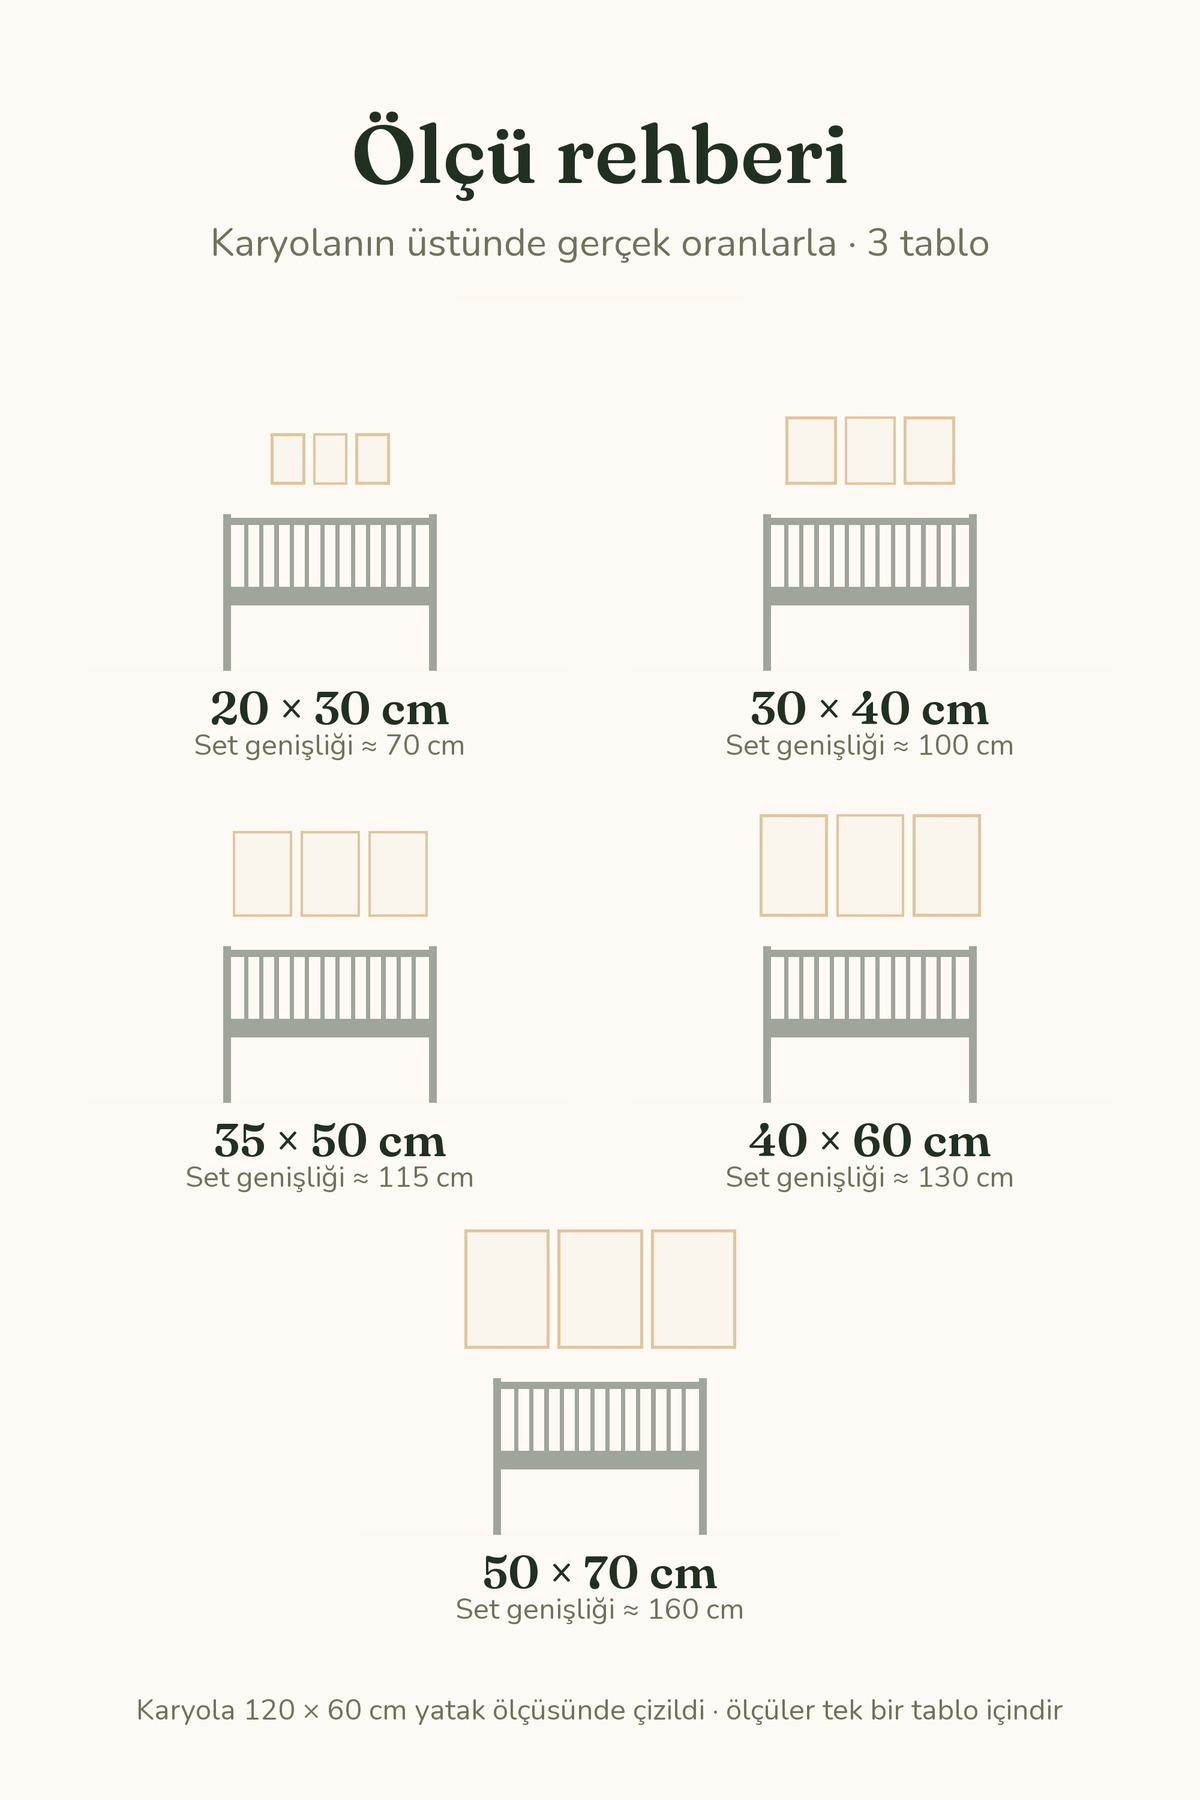 Ölçü rehberi
Karyolanın üstünde gerçek oranlarla · 3 tablo
20 × 30 cm
Set genişliği ≈ 70 cm
30 × 40 cm
Set genişliği ≈ 100 cm
35 × 50 cm
Set genişliği ≈ 115 cm
40 × 60 cm
Set genişliği ≈ 130 cm
50 × 70 cm
Set genişliği ≈ 160 cm
Karyola 120 × 60 cm yatak ölçüsünde çizildi · ölçüler tek bir tablo içindir